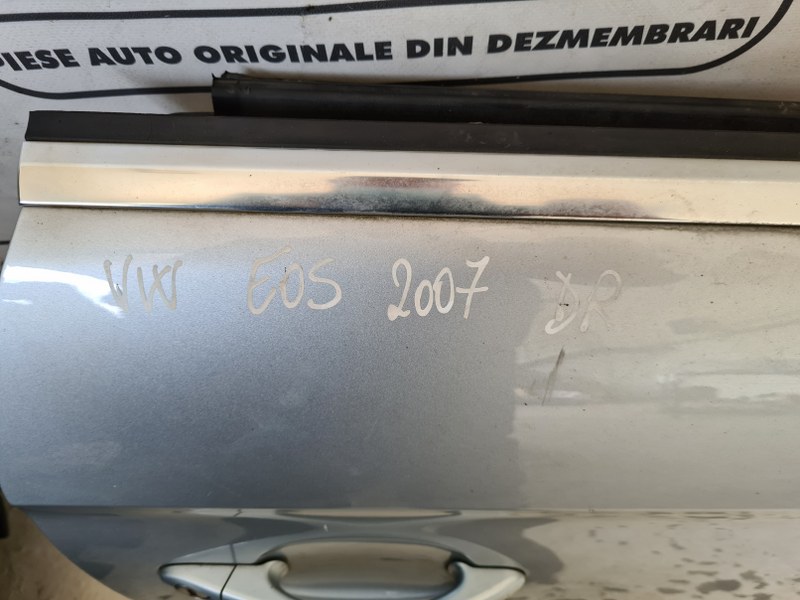 PIESE AUTO ORIGINALE DIN DEZMEMBRARI
VW EOS 2007 DR